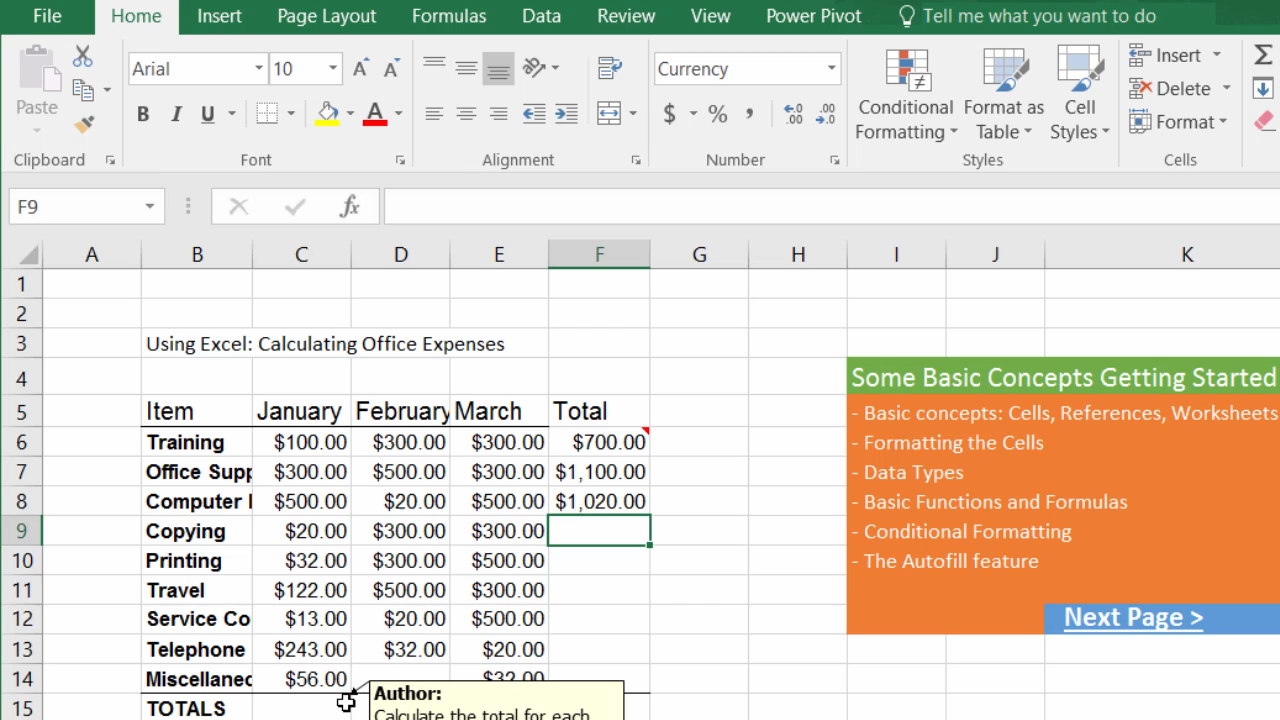 File Home Insert Page Layout Formulas Data Review View Power Pivot Tell me what you want to do
Arial 10 A A Currency Insert Σ
Paste B I U A $ % , .00 .0 Conditional Formatting Format as Table Cell Styles Delete
Format
Clipboard Font Alignment Number Styles Cells
F9 fx
A B C D E F G H I J K
1
2
3 Using Excel: Calculating Office Expenses
4 Some Basic Concepts Getting Started
5 Item January February March Total - Basic concepts: Cells, References, Worksheets
6 Training $100.00 $300.00 $300.00 $700.00 - Formatting the Cells
7 Office Supp $300.00 $500.00 $300.00 $1,100.00 - Data Types
8 Computer $500.00 $20.00 $500.00 $1,020.00 - Basic Functions and Formulas
9 Copying $20.00 $300.00 $300.00 - Conditional Formatting
10 Printing $32.00 $300.00 $500.00 - The Autofill feature
11 Travel $122.00 $500.00 $300.00
12 Service Co $13.00 $20.00 $500.00 Next Page >
13 Telephone $243.00 $32.00 $20.00
14 Miscellanec $56.00 $32.00
Author:
15 TOTALS Calculate the total for each